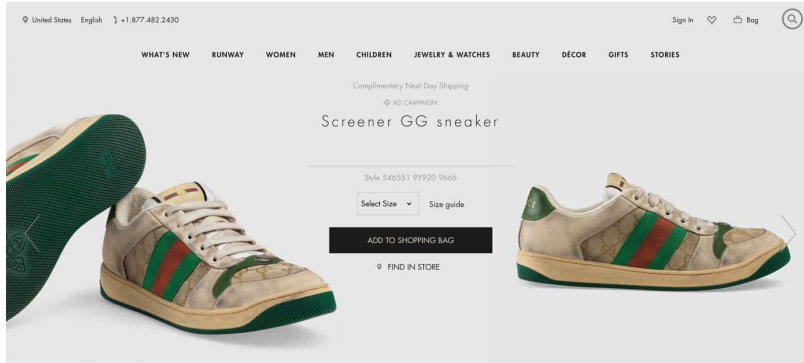 United States English +1.877.482.2430 Sign In Bag
WHAT'S NEW RUNWAY WOMEN MEN CHILDREN JEWELRY & WATCHES BEAUTY DÉCOR GIFTS STORIES
Complimentary Next Day Shipping
AD CAMPAIGN
Screener GG sneaker
Style 546551 9Y920 9666
Select Size Size guide
ADD TO SHOPPING BAG
FIND IN STORE